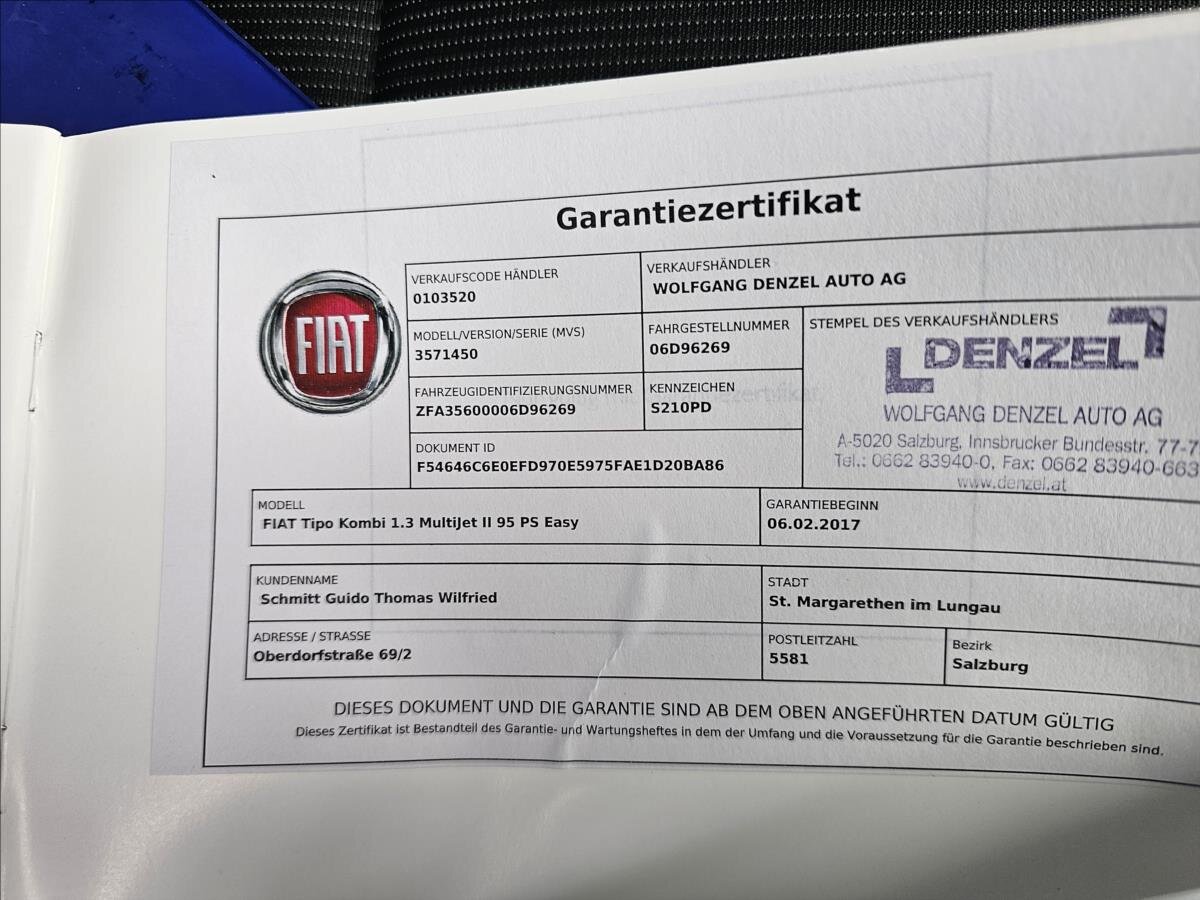 Garantiezertifikat
FIAT
VERKAUFSCODE HÄNDLER
0103520
VERKAUFSHÄNDLER
WOLFGANG DENZEL AUTO AG
MODELL/VERSION/SERIE (MVS)
3571450
FAHRGESTELLNUMMER
06D96269
STEMPEL DES VERKAUFSHÄNDLERS
DENZEL
WOLFGANG DENZEL AUTO AG
A-5020 Salzburg, Innsbrucker Bundesstr.
Tel.: 0662 83940-0, Fax: 0662 83940-663
www.denzel.at
FAHRZEUGIDENTIFIZIERUNGSNUMMER
ZFA35600006D96269
KENNZEICHEN
S210PD
DOKUMENT ID
F54646C6E0EFD970E5975FAE1D20BA86
MODELL
FIAT Tipo Kombi 1.3 MultiJet II 95 PS Easy
GARANTIEBEGINN
06.02.2017
KUNDENNAME
Schmitt Guido Thomas Wilfried
STADT
St. Margarethen im Lungau
ADRESSE / STRASSE
Oberdorfstraße 69/2
POSTLEITZAHL
5581
Bezirk
Salzburg
DIESES DOKUMENT UND DIE GARANTIE SIND AB DEM OBEN ANGEFÜHRTEN DATUM GÜLTIG
Dieses Zertifikat ist Bestandteil des Garantie- und Wartungsheftes in dem der Umfang und die Voraussetzung für die Garantie beschrieben sind.